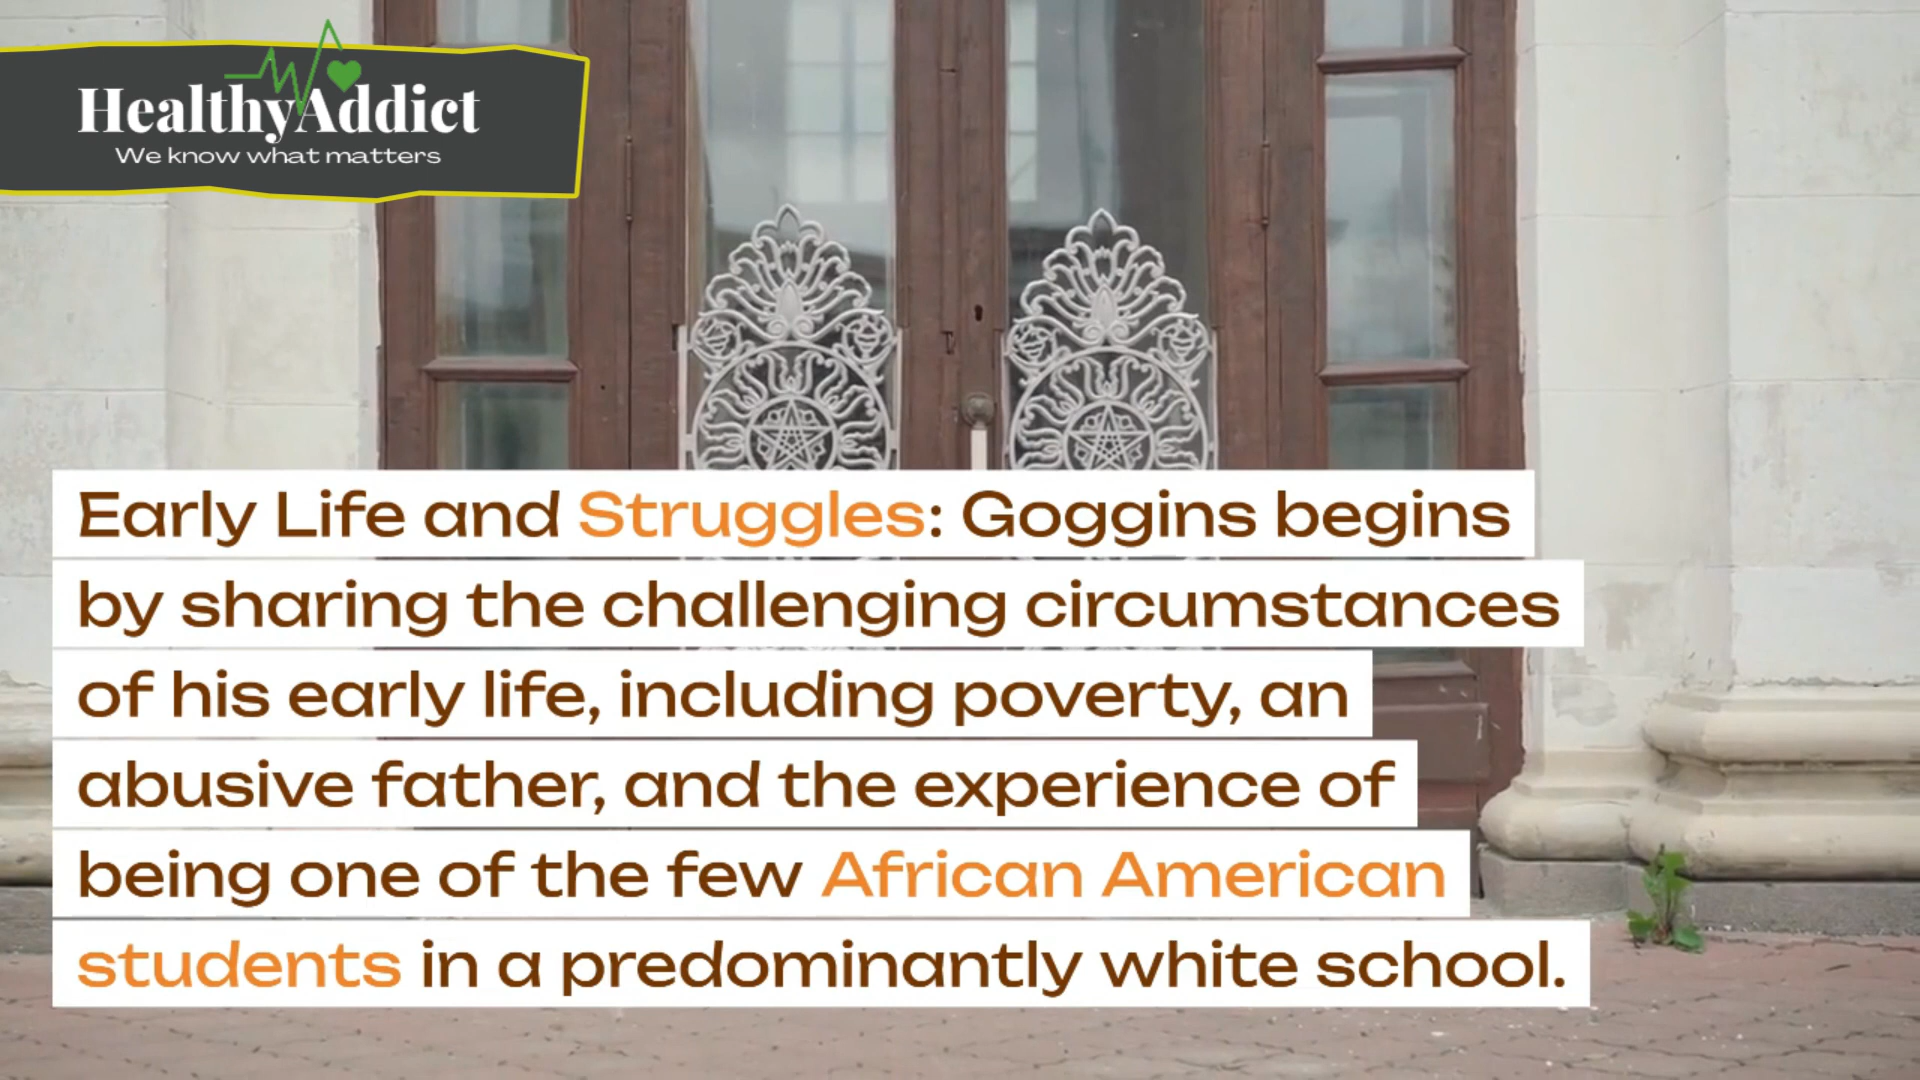 HealthyAddict
We know what matters
Early Life and Struggles: Goggins begins
by sharing the challenging circumstances
of his early life, including poverty, an
abusive father, and the experience of
being one of the few African American
students in a predominantly white school.